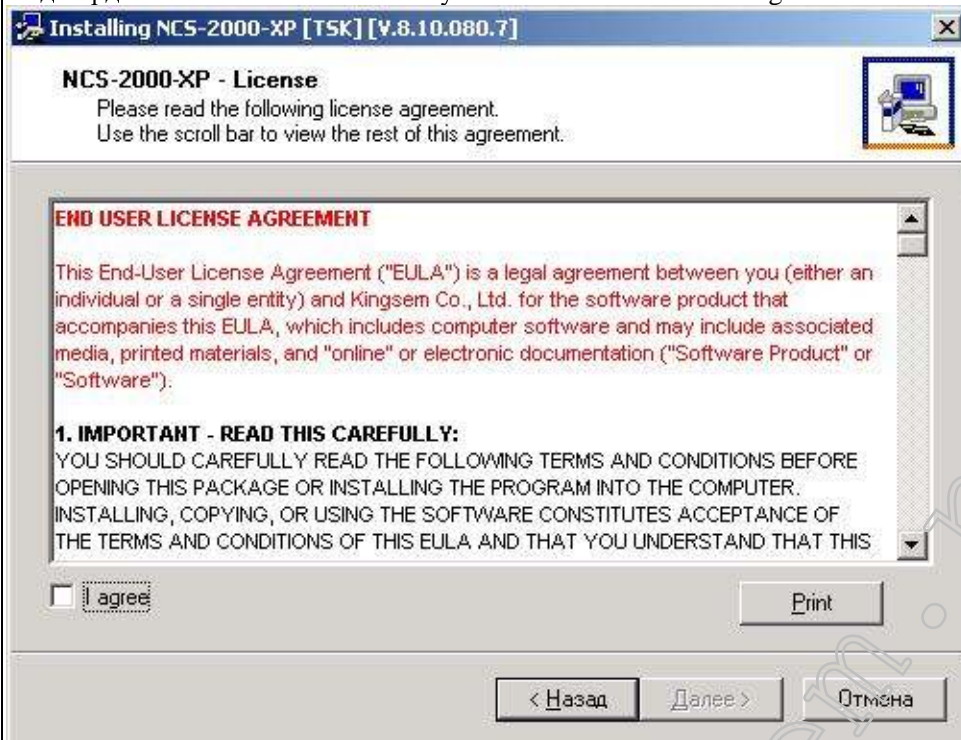 Installing NCS-2000-XP [TSK] [V.8.10.080.7]
NCS-2000-XP - License
Please read the following license agreement.
Use the scroll bar to view the rest of this agreement.
END USER LICENSE AGREEMENT
This End-User License Agreement ("EULA") is a legal agreement between you (either an
individual or a single entity) and Kingsem Co., Ltd. for the software product that
accompanies this EULA, which includes computer software and may include associated
media, printed materials, and "online" or electronic documentation ("Software Product" or
"Software").
1. IMPORTANT - READ THIS CAREFULLY:
YOU SHOULD CAREFULLY READ THE FOLLOWING TERMS AND CONDITIONS BEFORE
OPENING THIS PACKAGE OR INSTALLING THE PROGRAM INTO THE COMPUTER.
INSTALLING, COPYING, OR USING THE SOFTWARE CONSTITUTES ACCEPTANCE OF
THE TERMS AND CONDITIONS OF THIS EULA AND THAT YOU UNDERSTAND THAT THIS
I agree
Print
< Назад
Далее >
Отмена